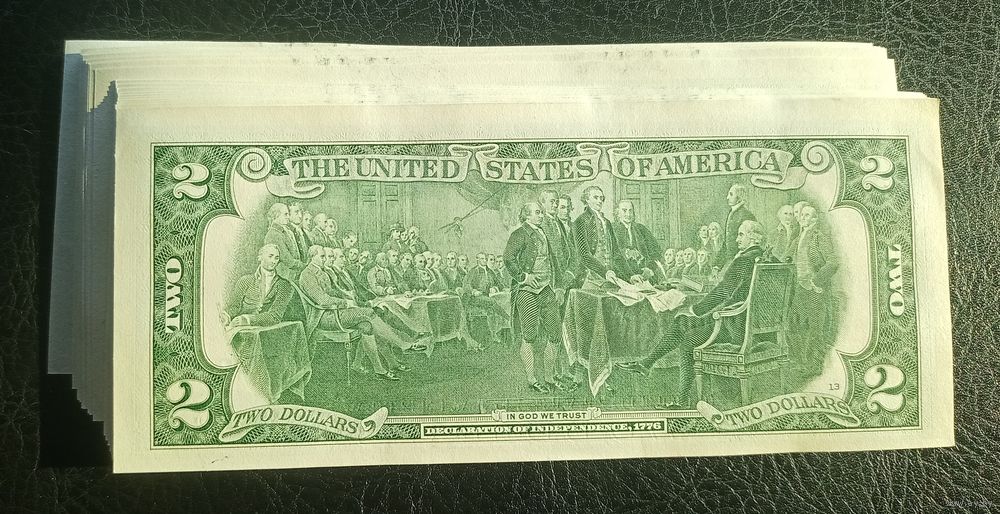 2 THE UNITED STATES OF AMERICA 2
TWO TWO
13
2 TWO DOLLARS IN GOD WE TRUST TWO DOLLARS 2
DECLARATION OF INDEPENDENCE, 1776